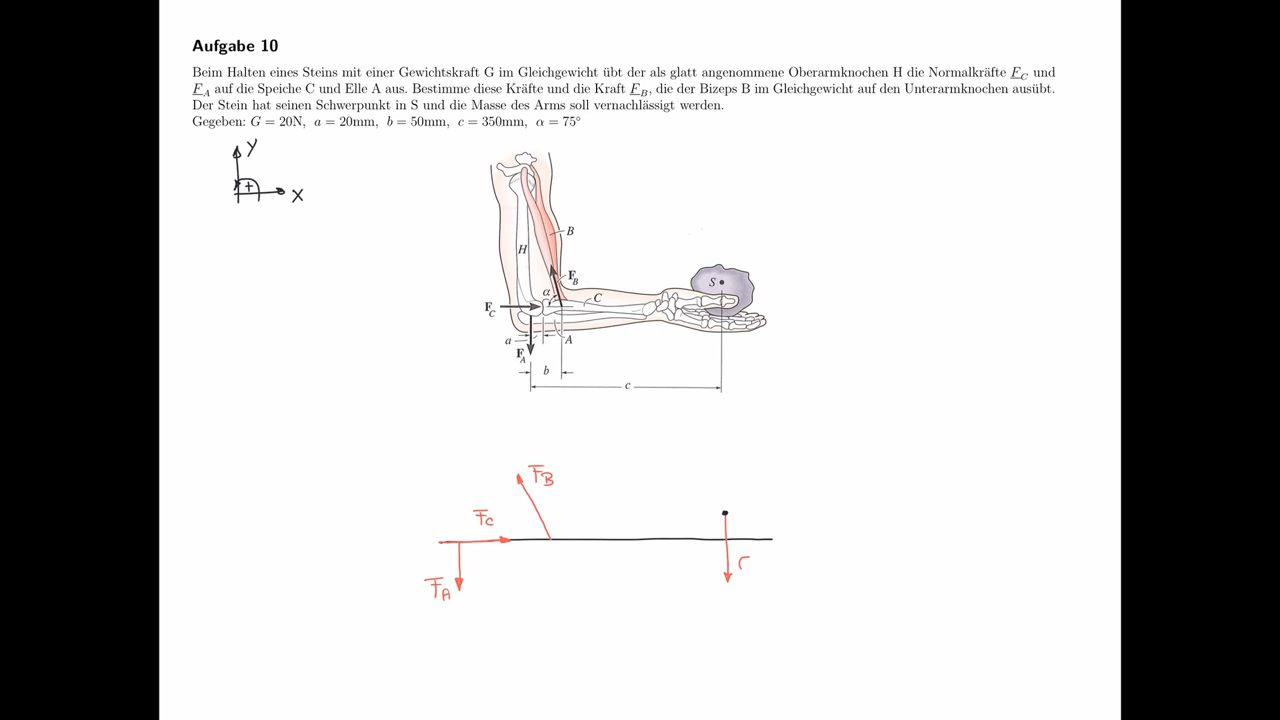 Aufgabe 10
Beim Halten eines Steins mit einer Gewichtskraft G im Gleichgewicht übt der als glatt angenommene Oberarmknochen H die Normalkräfte F_C und
F_A auf die Speiche C und Elle A aus. Bestimme diese Kräfte und die Kraft F_B, die der Bizeps B im Gleichgewicht auf den Unterarmknochen ausübt.
Der Stein hat seinen Schwerpunkt in S und die Masse des Arms soll vernachlässigt werden.
Gegeben: G = 20N, a = 20mm, b = 50mm, c = 350mm, α = 75°
y
+
x
B
H
F_B
S
α
C
F_C
a
A
F_A
b
c
F_B
F_C
F_A